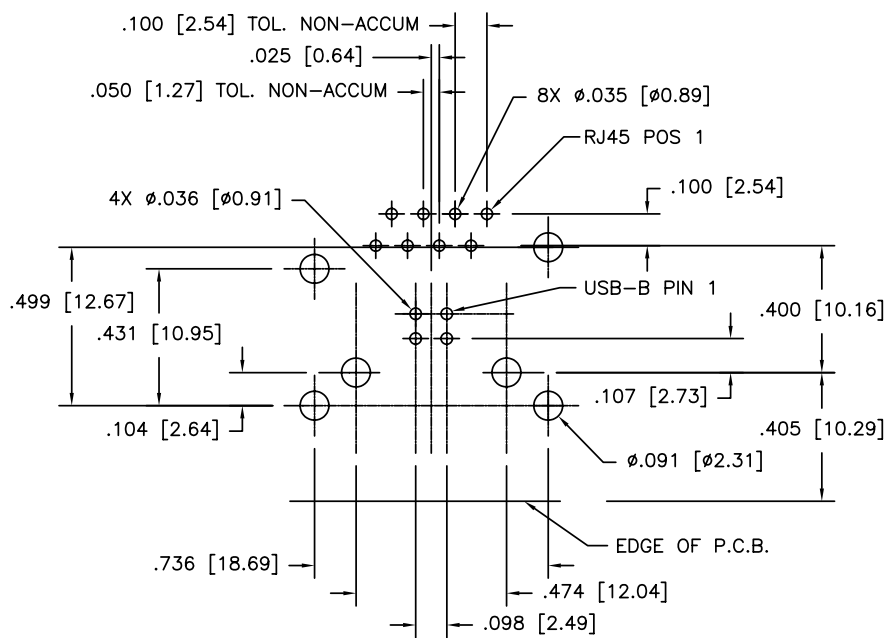 .100 [2.54] TOL. NON-ACCUM
.025 [0.64]
.050 [1.27] TOL. NON-ACCUM
8X ø.035 [ø0.89]
RJ45 POS 1
4X ø.036 [ø0.91]
.100 [2.54]
USB-B PIN 1
.499 [12.67]
.431 [10.95]
.400 [10.16]
.107 [2.73]
.104 [2.64]
.405 [10.29]
ø.091 [ø2.31]
EDGE OF P.C.B.
.736 [18.69]
.474 [12.04]
.098 [2.49]